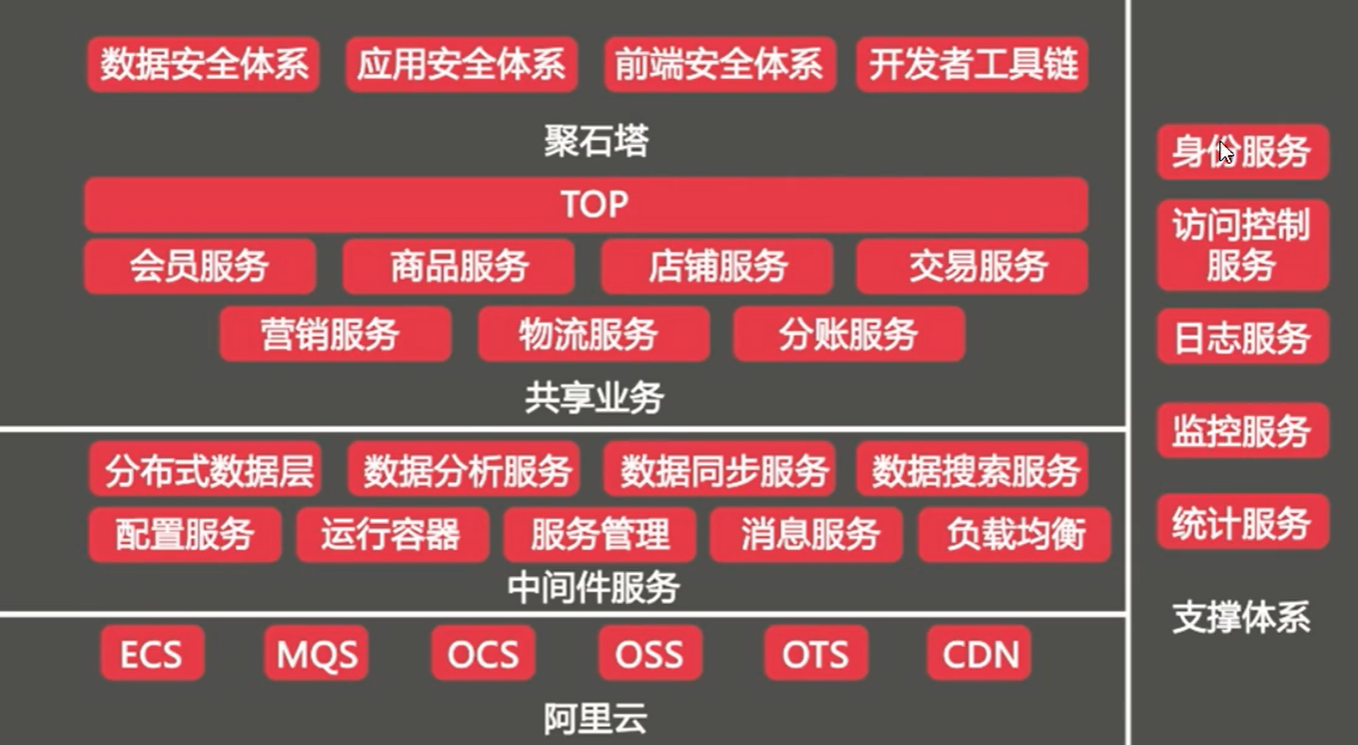 数据安全体系 应用安全体系 前端安全体系 开发者工具链
聚石塔
TOP
会员服务 商品服务 店铺服务 交易服务
营销服务 物流服务 分账服务
共享业务
分布式数据层 数据分析服务 数据同步服务 数据搜索服务
配置服务 运行容器 服务管理 消息服务 负载均衡
中间件服务
ECS MQS OCS OSS OTS CDN
阿里云
身份服务
访问控制
服务
日志服务
监控服务
统计服务
支撑体系